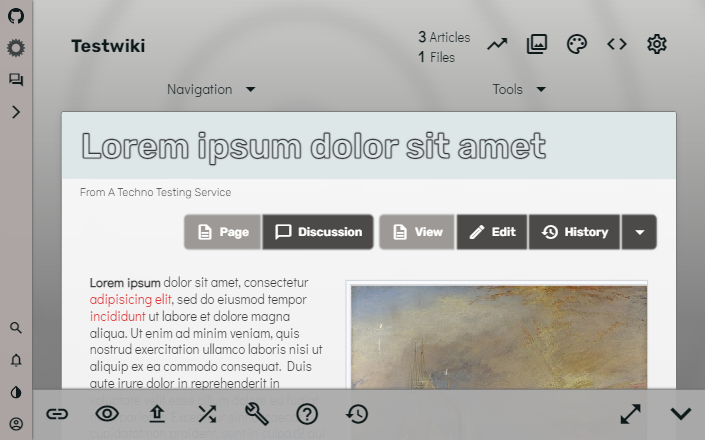 Testwiki
3 Articles
1 Files
Navigation
Tools
Lorem ipsum dolor sit amet
From A Techno Testing Service
Page
Discussion
View
Edit
History
Lorem ipsum dolor sit amet, consectetur
adipisicing elit, sed do eiusmod tempor
incididunt ut labore et dolore magna
aliqua. Ut enim ad minim veniam, quis
nostrud exercitation ullamco laboris nisi ut
aliquip ex ea commodo consequat. Duis
aute irure dolor in reprehenderit in